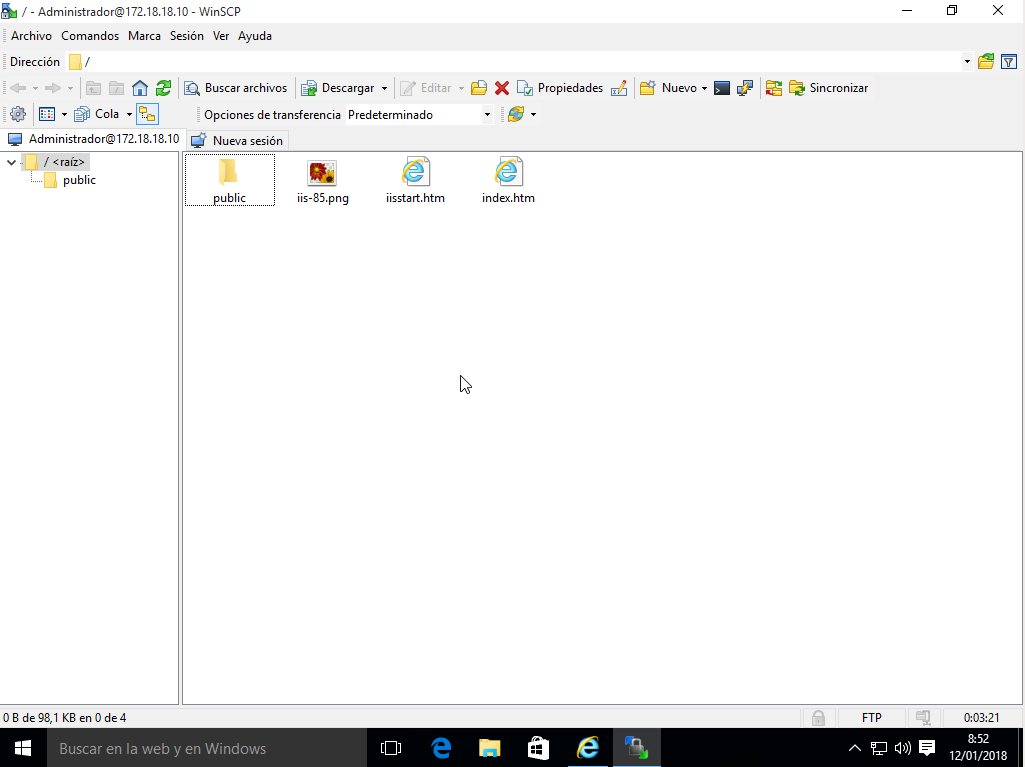 / - Administrador@172.18.18.10 - WinSCP
Archivo Comandos Marca Sesión Ver Ayuda
Dirección /
Buscar archivos Descargar Editar Propiedades Nuevo Sincronizar
Cola Opciones de transferencia Predeterminado
Administrador@172.18.18.10 Nueva sesión
/ <raíz>
public
public iis-85.png iisstart.htm index.htm
0 B de 98,1 KB en 0 de 4 FTP 0:03:21
Buscar en la web y en Windows
8:52
12/01/2018